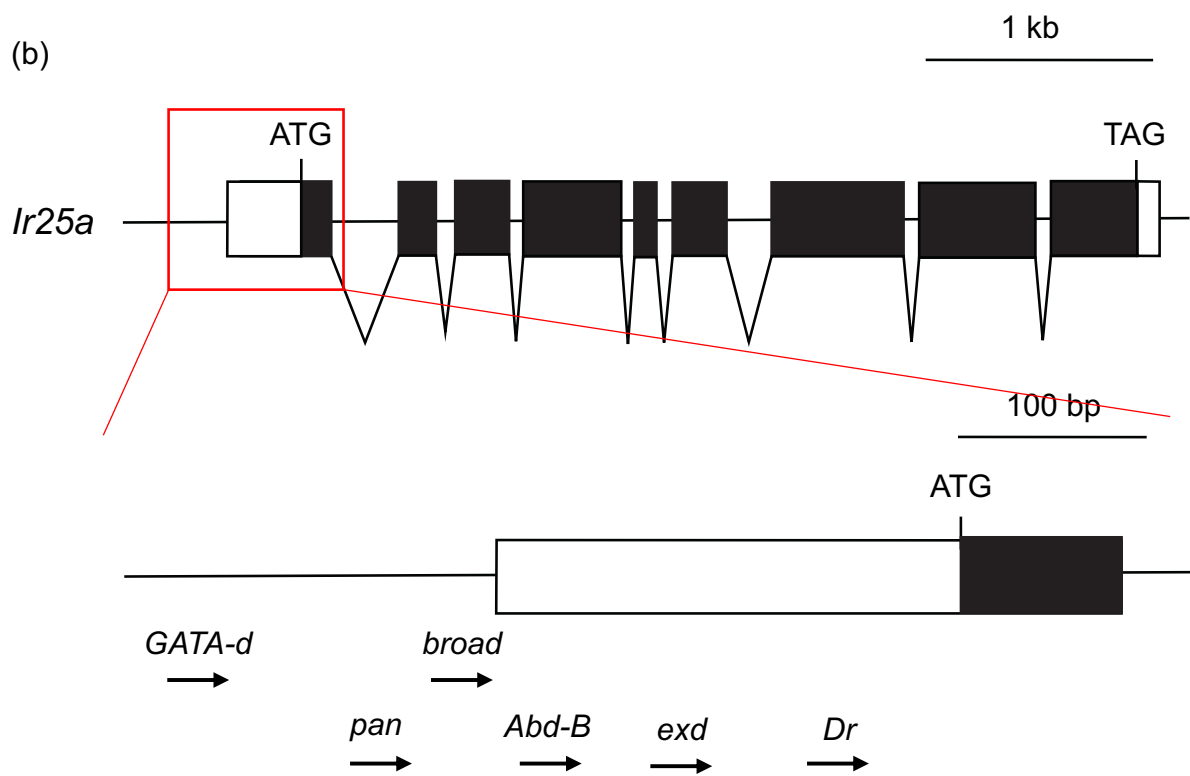 (b)
1 kb
ATG
TAG
Ir25a
100 bp
ATG
GATA-d
broad
pan
Abd-B
exd
Dr